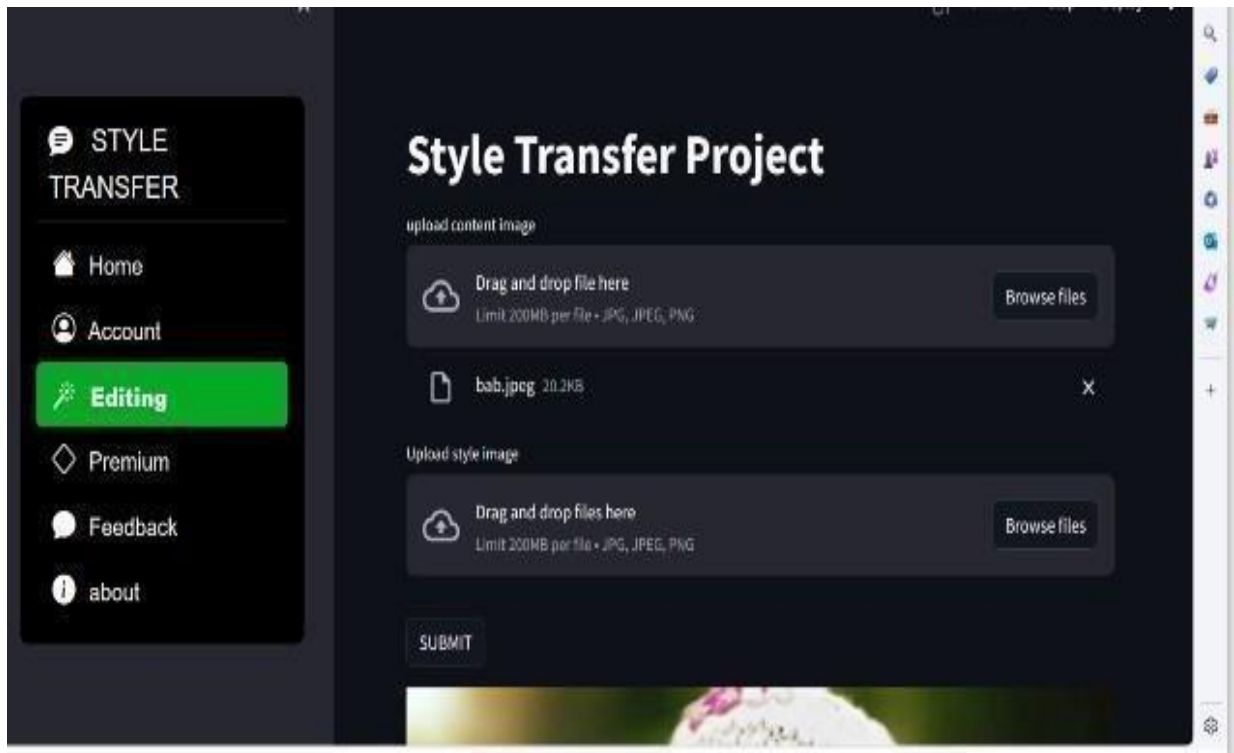 STYLE
TRANSFER
Home
Account
Editing
Premium
Feedback
about
Style Transfer Project
upload content image
Drag and drop file here
Limit 200MB per file • JPG, JPEG, PNG
Browse files
bab.jpeg 20.2KB
Upload style image
Drag and drop files here
Limit 200MB per file • JPG, JPEG, PNG
Browse files
SUBMIT